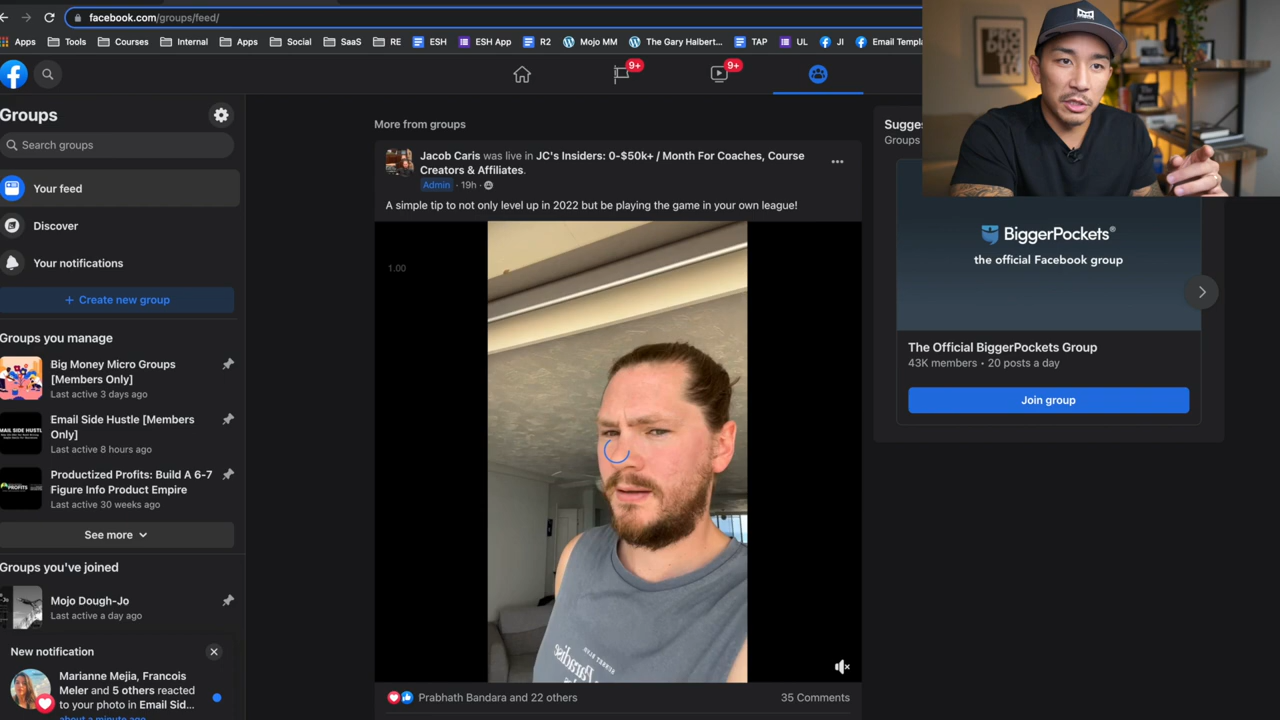 facebook.com/groups/feed/
Apps Tools Courses Internal Apps Social SaaS RE ESH ESH App R2 Mojo MM The Gary Halbert... TAP UL JI Email Templa
9+ 9+
Groups
Search groups
Your feed
Discover
Your notifications
+ Create new group
Groups you manage
Big Money Micro Groups
[Members Only]
Last active 3 days ago
Email Side Hustle [Members
Only]
Last active 8 hours ago
Productized Profits: Build A 6-7
Figure Info Product Empire
Last active 30 weeks ago
See more
Groups you've joined
Mojo Dough-Jo
Last active a day ago
New notification
Marianne Mejia, Francois
Meler and 5 others reacted
to your photo in Email Sid...
about a minute ago
More from groups
Jacob Caris was live in JC's Insiders: 0-$50k+ / Month For Coaches, Course
Creators & Affiliates.
Admin · 19h ·
A simple tip to not only level up in 2022 but be playing the game in your own league!
1.00
Paradise
Prabhath Bandara and 22 others
35 Comments
Sugges
Groups
BiggerPockets®
the official Facebook group
The Official BiggerPockets Group
43K members • 20 posts a day
Join group